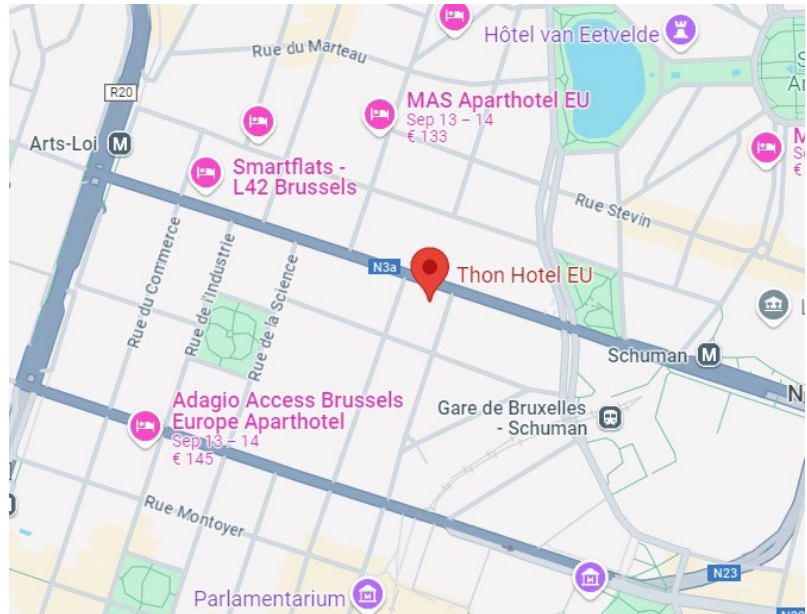 Hôtel van Eetvelde
Rue du Marteau
R20
MAS Aparthotel EU
Sep 13 – 14
€ 133
Arts-Loi
M
Smartflats -
L42 Brussels
Rue Stevin
Rue du Commerce
Rue de l'Industrie
Rue de la Science
N3a
Thon Hotel EU
Schuman
M
Adagio Access Brussels
Europe Aparthotel
Sep 13 – 14
€ 145
Gare de Bruxelles
- Schuman
Rue Montoyer
N23
Parlamentarium